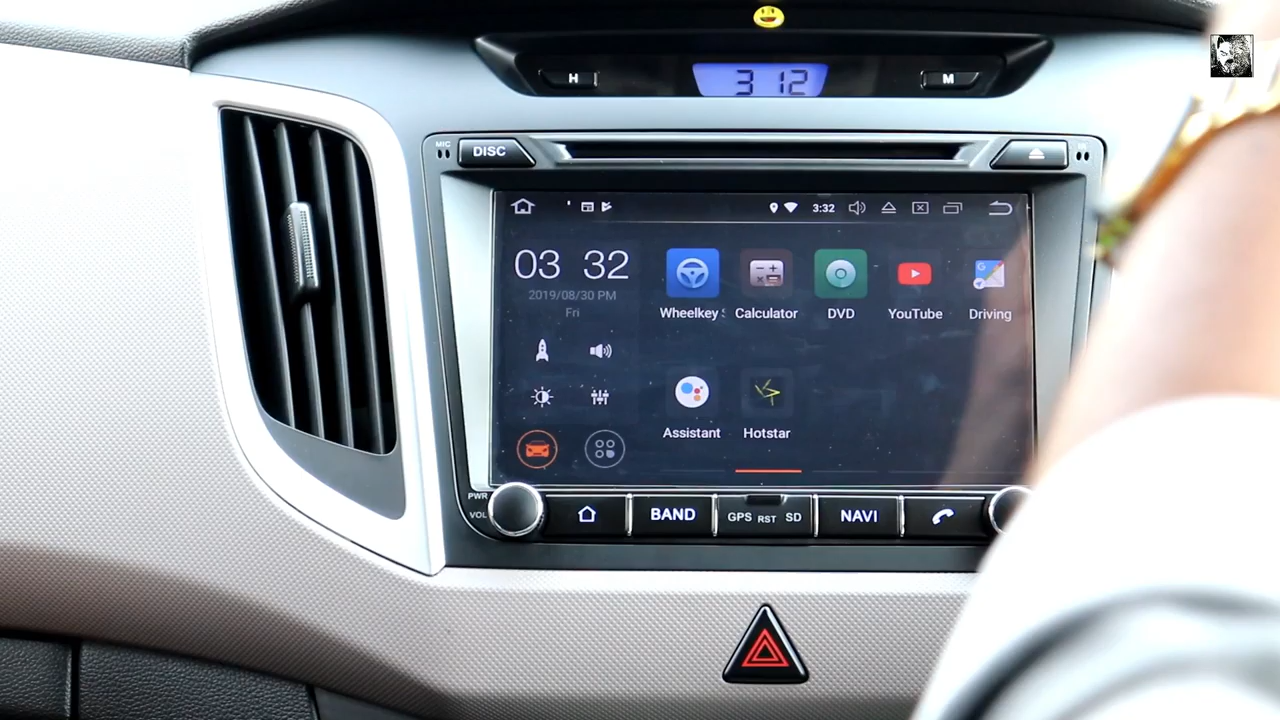 H
3 12
M
MIC
DISC
3:32
03 32
2019/08/30 PM
Fri
Wheelkey
Calculator
DVD
YouTube
Driving
Assistant
Hotstar
PWR
VOL
BAND
GPS RST SD
NAVI